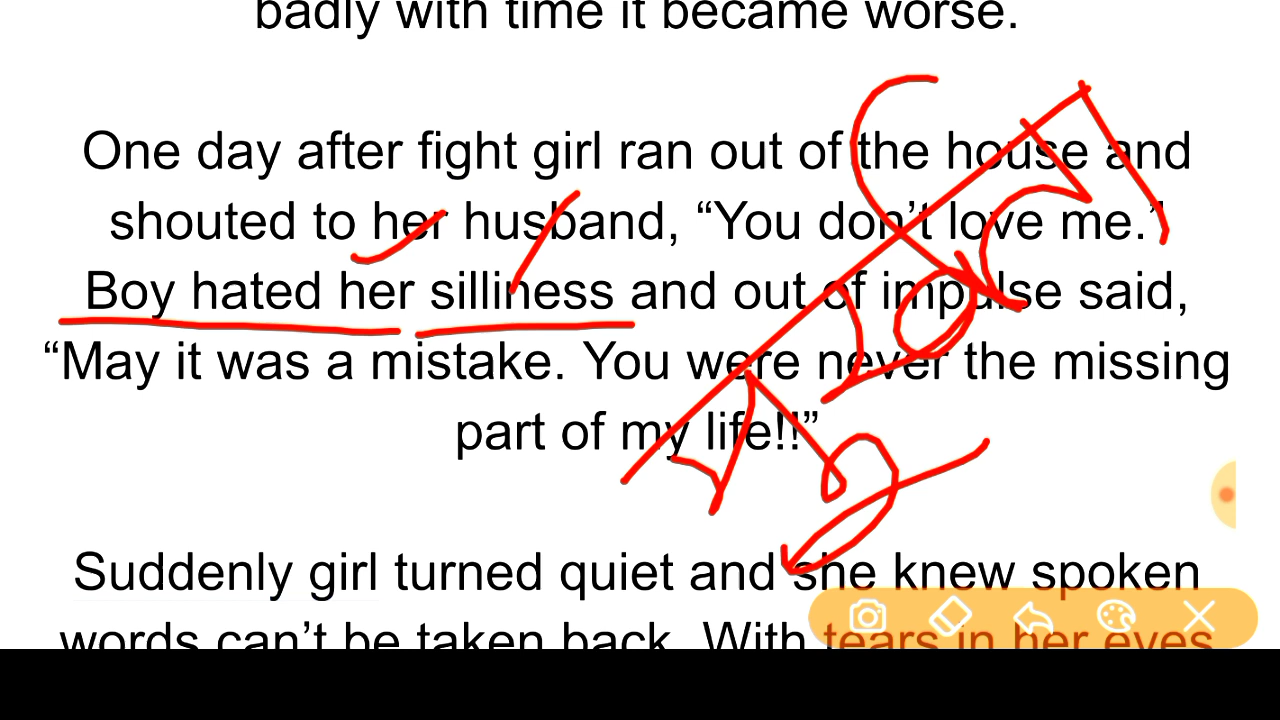 badly with time it became worse.
One day after fight girl ran out of the house and
shouted to her husband, “You don’t love me.”
Boy hated her silliness and out of impulse said,
“May it was a mistake. You were never the missing
part of my life!!”
Suddenly girl turned quiet and she knew spoken
words can’t be taken back. With tears in her eyes